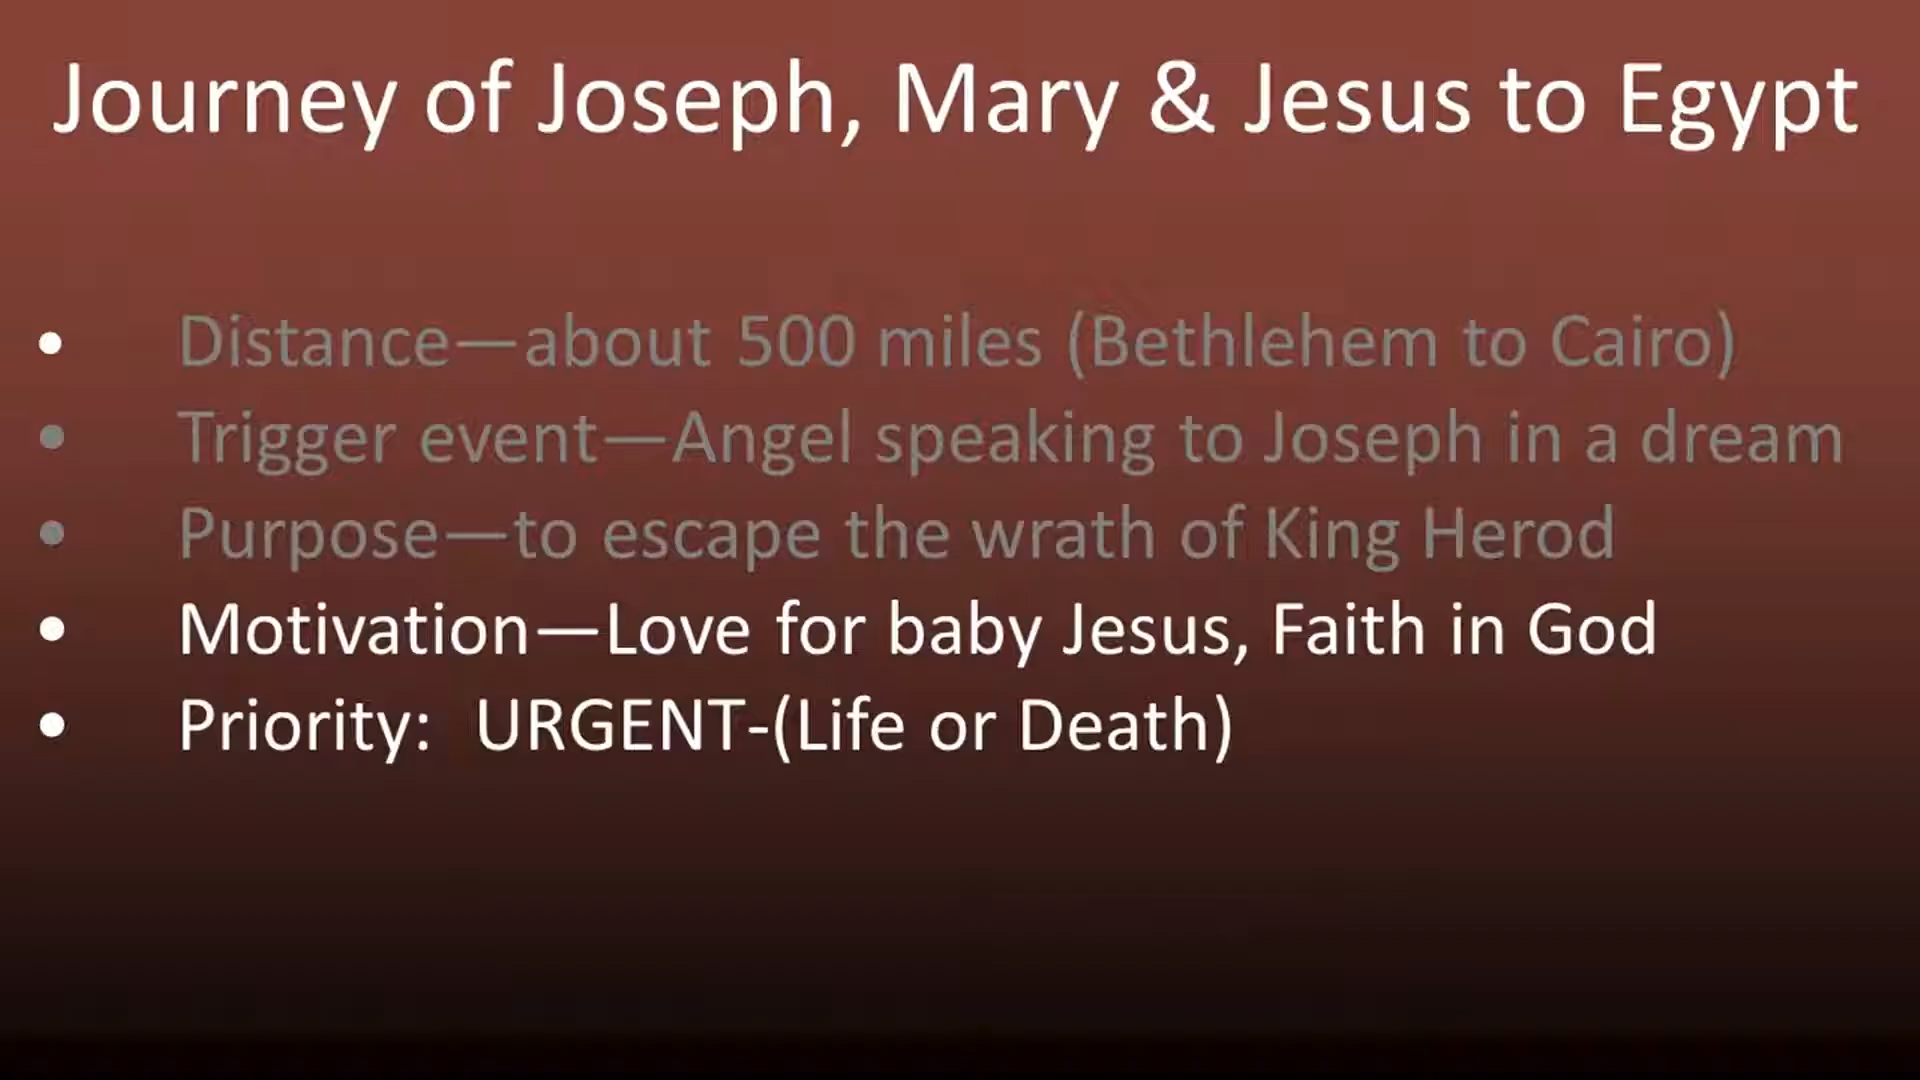 Journey of Joseph, Mary & Jesus to Egypt
• Distance—about 500 miles (Bethlehem to Cairo)
• Trigger event—Angel speaking to Joseph in a dream
• Purpose—to escape the wrath of King Herod
• Motivation—Love for baby Jesus, Faith in God
• Priority: URGENT-(Life or Death)